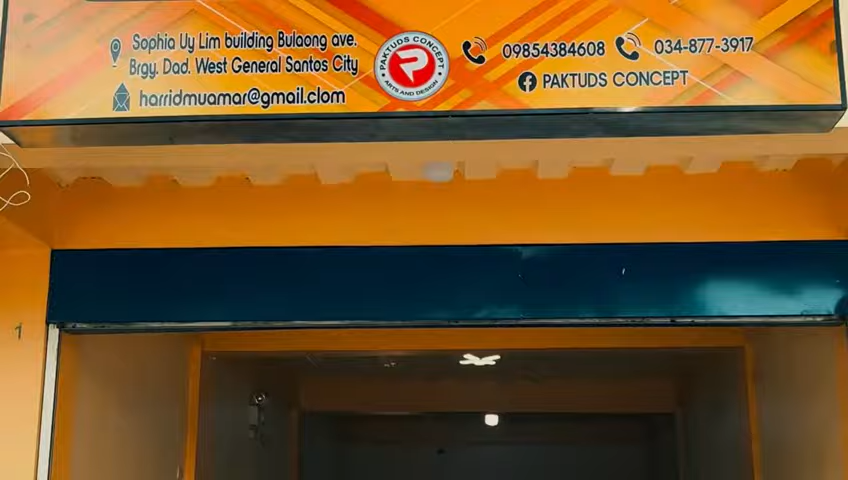 Sophia Uy Lim building Bulaong ave.
Brgy. Dad. West General Santos City
harridmuamar@gmail.clom
PAKTUDS CONCEPT
ARTS AND DESIGN
09854384608
034-877-3917
PAKTUDS CONCEPT